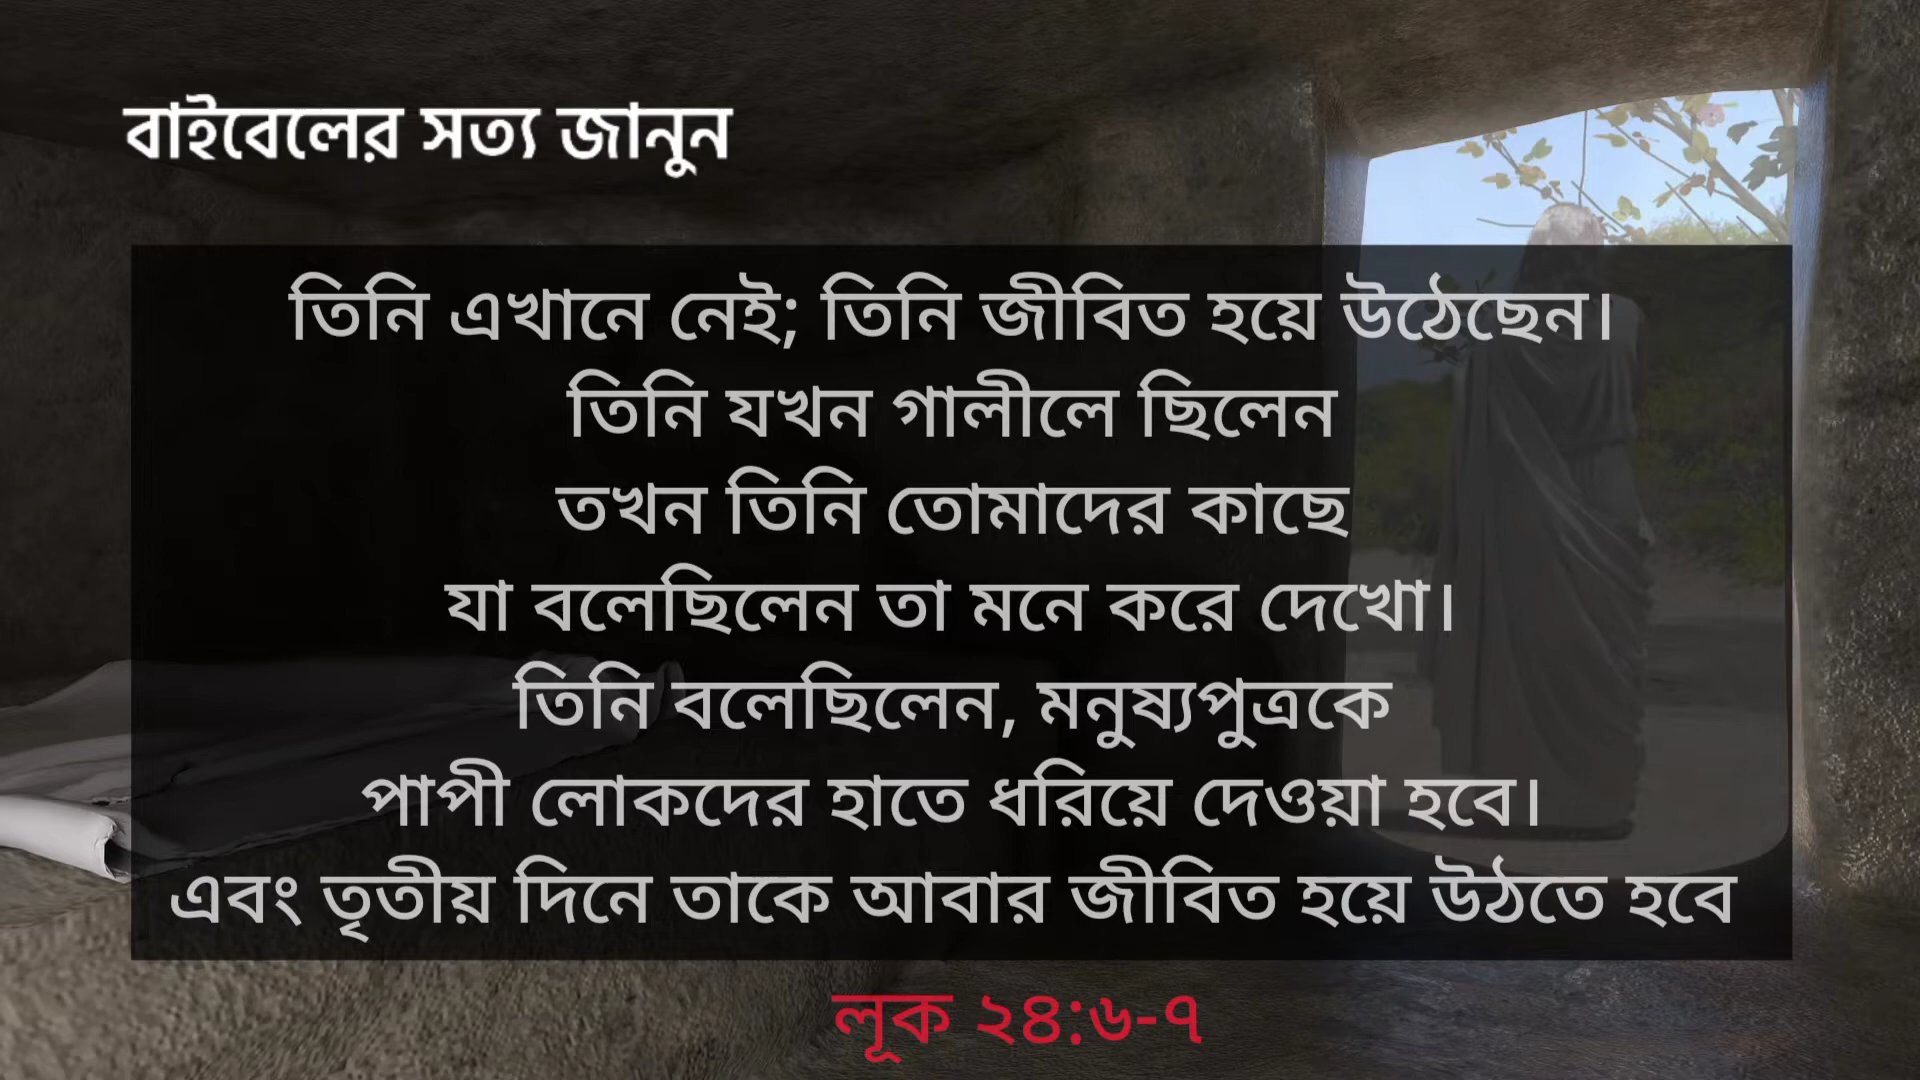 বাইবেলের সত্য জানুন
তিনি এখানে নেই; তিনি জীবিত হয়ে উঠেছেন।
তিনি যখন গালীলে ছিলেন
তখন তিনি তোমাদের কাছে
যা বলেছিলেন তা মনে করে দেখো।
তিনি বলেছিলেন, মনুষ্যপুত্রকে
পাপী লোকদের হাতে ধরিয়ে দেওয়া হবে।
এবং তৃতীয় দিনে তাকে আবার জীবিত হয়ে উঠতে হবে
লূক ২৪:৬-৭